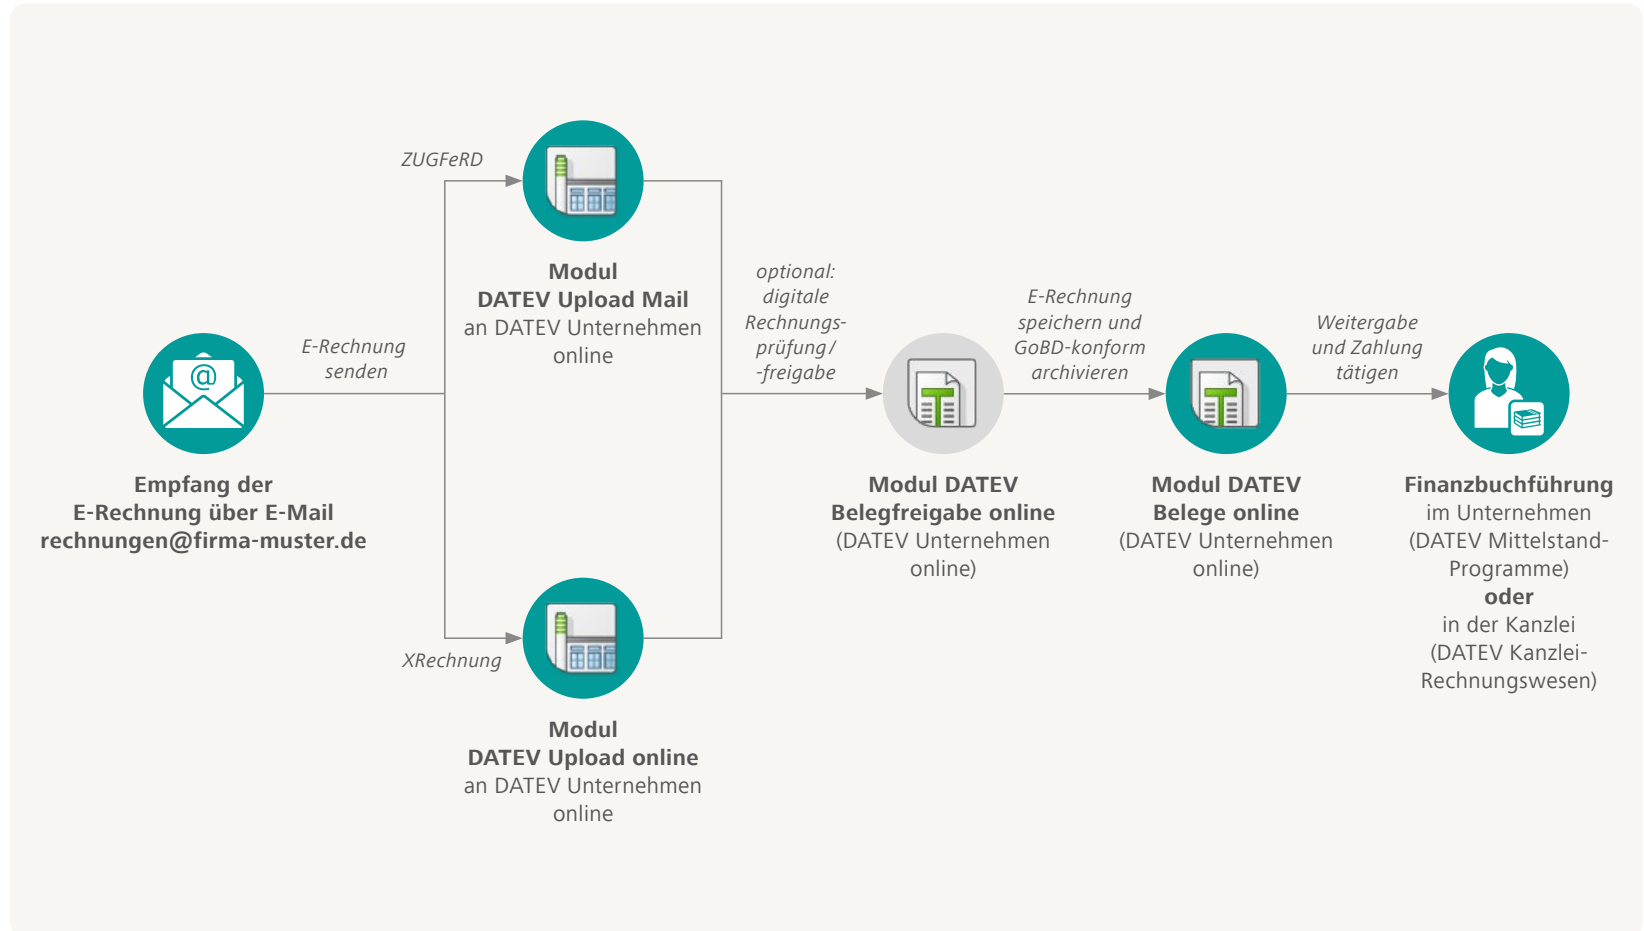 ZUGFeRD
Modul
DATEV Upload Mail
an DATEV Unternehmen
online
E-Rechnung
senden
@
Empfang der
E-Rechnung über E-Mail
rechnungen@firma-muster.de
XRechnung
Modul
DATEV Upload online
an DATEV Unternehmen
online
optional:
digitale
Rechnungs-
prüfung /
-freigabe
Modul DATEV
Belegfreigabe online
(DATEV Unternehmen
online)
E-Rechnung
speichern und
GoBD-konform
archivieren
Modul DATEV
Belege online
(DATEV Unternehmen
online)
Weitergabe
und Zahlung
tätigen
Finanzbuchführung
im Unternehmen
(DATEV Mittelstand-
Programme)
oder
in der Kanzlei
(DATEV Kanzlei-
Rechnungswesen)